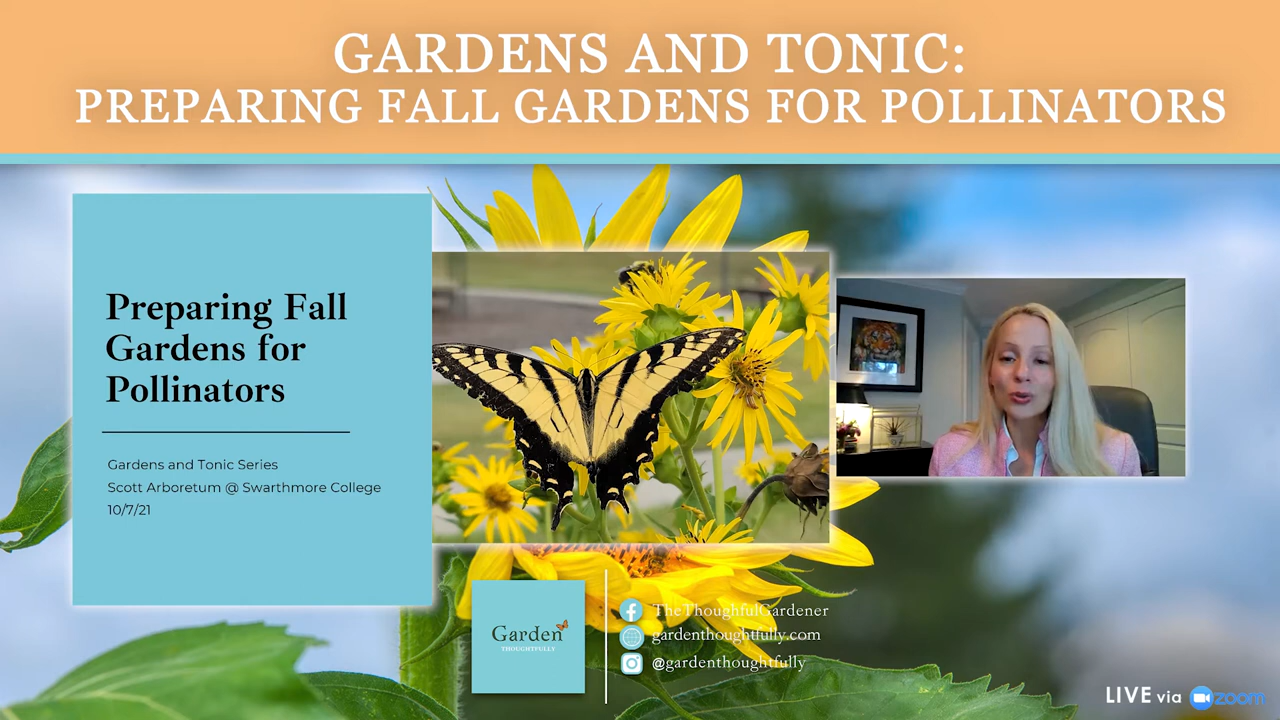 GARDENS AND TONIC:
PREPARING FALL GARDENS FOR POLLINATORS
Preparing Fall
Gardens for
Pollinators
Gardens and Tonic Series
Scott Arboretum @ Swarthmore College
10/7/21
Garden
THOUGHTFULLY
TheThoughfulGardener
gardenthoughtfully.com
@gardenthoughtfully
LIVE via zoom